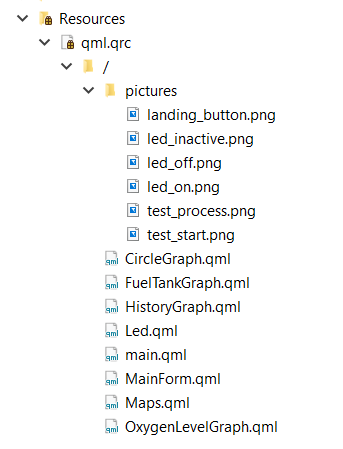 Resources
qml.qrc
/
pictures
landing_button.png
led_inactive.png
led_off.png
led_on.png
test_process.png
test_start.png
CircleGraph.qml
FuelTankGraph.qml
HistoryGraph.qml
Led.qml
main.qml
MainForm.qml
Maps.qml
OxygenLevelGraph.qml